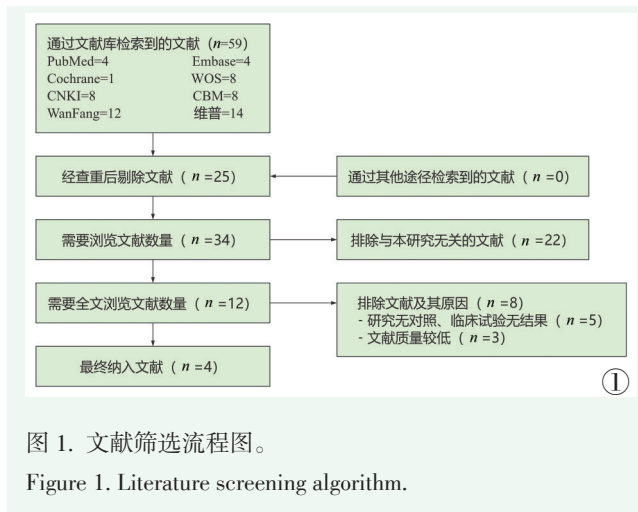 通过文献库检索到的文献（n=59）
PubMed=4 Embase=4
Cochrane=1 WOS=8
CNKI=8 CBM=8
WanFang=12 维普=14
经查重后剔除文献（ n =25）
通过其他途径检索到的文献（ n =0）
需要浏览文献数量（ n =34）
排除与本研究无关的文献（ n =22）
需要全文浏览文献数量（ n =12）
排除文献及其原因（ n =8）
- 研究无对照、临床试验无结果（ n =5）
- 文献质量较低（ n =3）
最终纳入文献（ n =4）
①
图 1. 文献筛选流程图。
Figure 1. Literature screening algorithm.